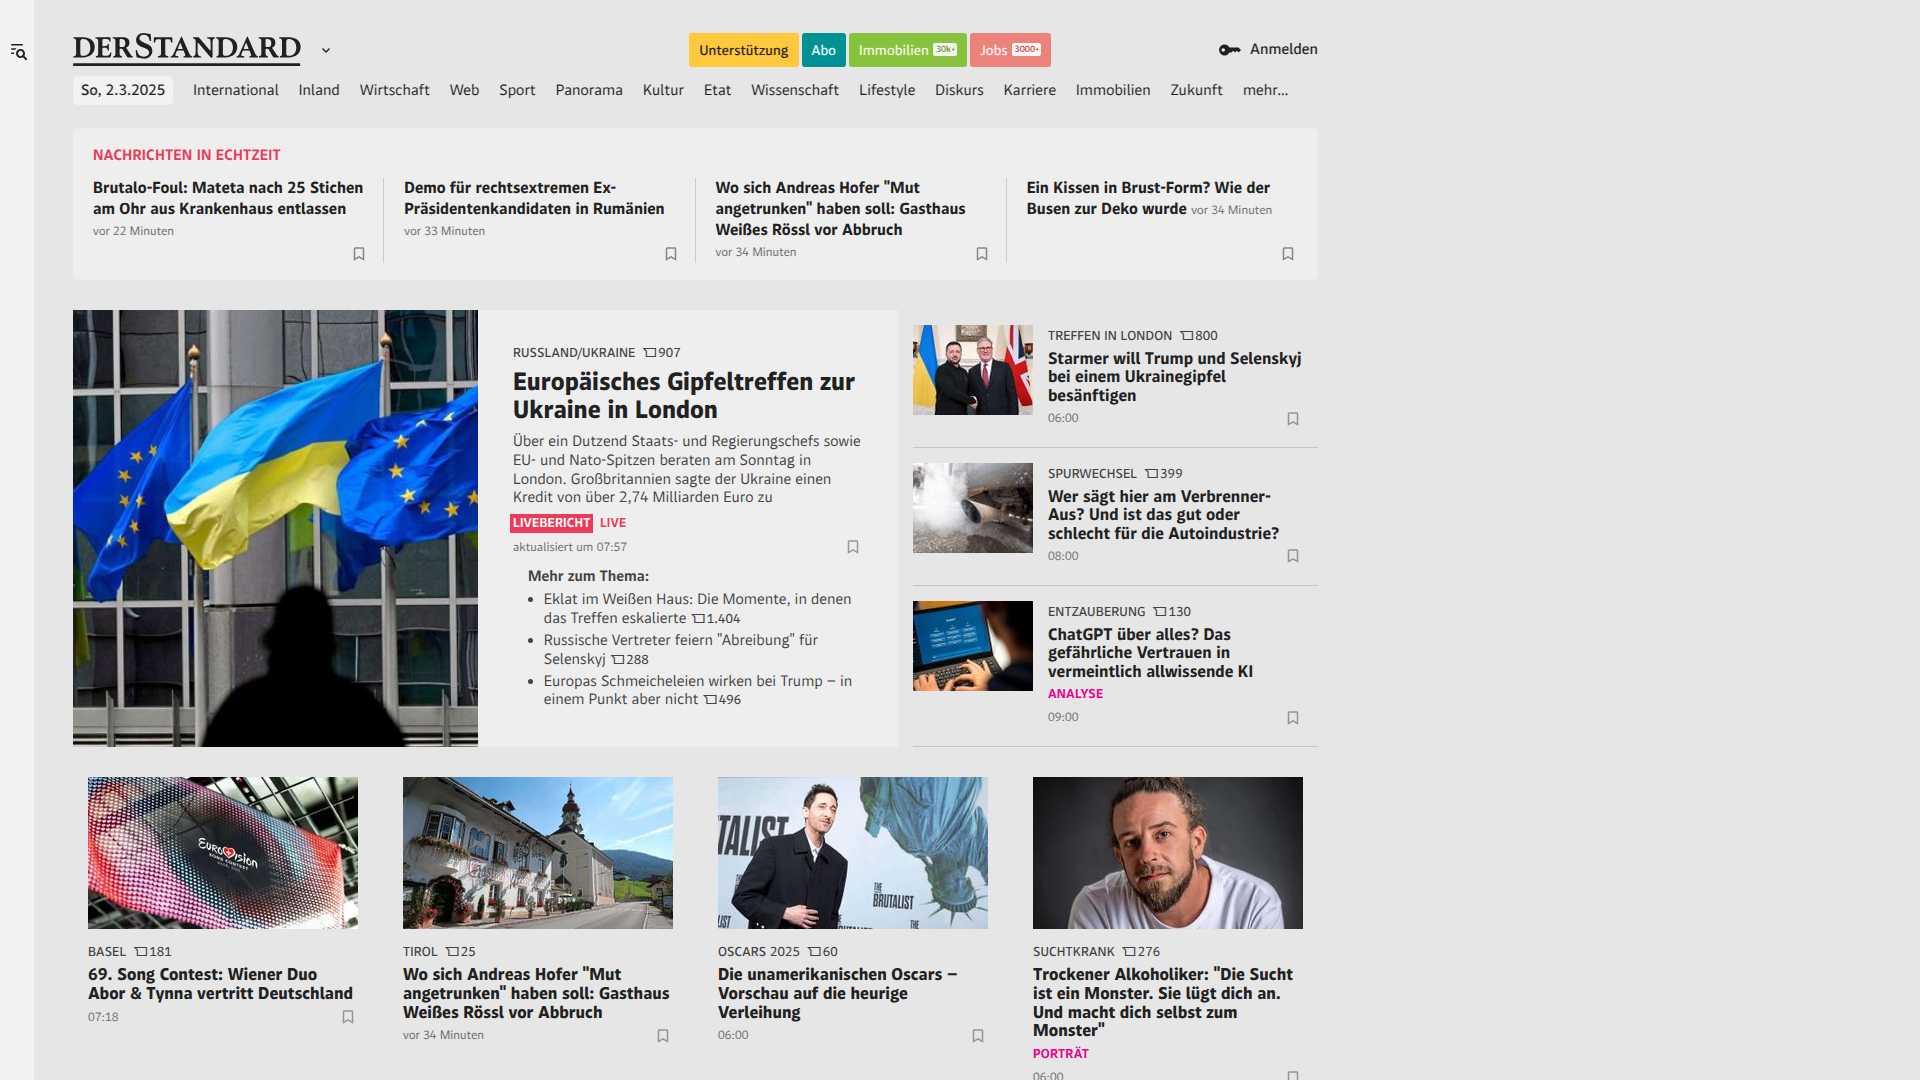 DERSTANDARD
Unterstützung
Abo
Immobilien 30k+
Jobs 3000+
Anmelden
So, 2.3.2025
International
Inland
Wirtschaft
Web
Sport
Panorama
Kultur
Etat
Wissenschaft
Lifestyle
Diskurs
Karriere
Immobilien
Zukunft
mehr...
NACHRICHTEN IN ECHTZEIT
Brutalo-Foul: Mateta nach 25 Stichen
am Ohr aus Krankenhaus entlassen
vor 22 Minuten
Demo für rechtsextremen Ex-
Präsidentenkandidaten in Rumänien
vor 33 Minuten
Wo sich Andreas Hofer "Mut
angetrunken" haben soll: Gasthaus
Weißes Rössl vor Abbruch
vor 34 Minuten
Ein Kissen in Brust-Form? Wie der
Busen zur Deko wurde vor 34 Minuten
RUSSLAND/UKRAINE 907
Europäisches Gipfeltreffen zur
Ukraine in London
Über ein Dutzend Staats- und Regierungschefs sowie
EU- und Nato-Spitzen beraten am Sonntag in
London. Großbritannien sagte der Ukraine einen
Kredit von über 2,74 Milliarden Euro zu
LIVEBERICHT LIVE
aktualisiert um 07:57
Mehr zum Thema:
• Eklat im Weißen Haus: Die Momente, in denen
das Treffen eskalierte 1.404
• Russische Vertreter feiern "Abreibung" für
Selenskyj 288
• Europas Schmeicheleien wirken bei Trump – in
einem Punkt aber nicht 496
TREFFEN IN LONDON 800
Starmer will Trump und Selenskyj
bei einem Ukrainegipfel
besänftigen
06:00
SPURWECHSEL 399
Wer sägt hier am Verbrenner-
Aus? Und ist das gut oder
schlecht für die Autoindustrie?
08:00
ENTZAUBERUNG 130
ChatGPT über alles? Das
gefährliche Vertrauen in
vermeintlich allwissende KI
ANALYSE
09:00
EUROVISION
SONG CONTEST
BASEL 181
69. Song Contest: Wiener Duo
Abor & Tynna vertritt Deutschland
07:18
TIROL 25
Wo sich Andreas Hofer "Mut
angetrunken" haben soll: Gasthaus
Weißes Rössl vor Abbruch
vor 34 Minuten
TALIST
THE
BRUTALIST
LIST
THE
OSCARS 2025 60
Die unamerikanischen Oscars –
Vorschau auf die heurige
Verleihung
06:00
SUCHTKRANK 276
Trockener Alkoholiker: "Die Sucht
ist ein Monster. Sie lügt dich an.
Und macht dich selbst zum
Monster"
PORTRÄT
06:00